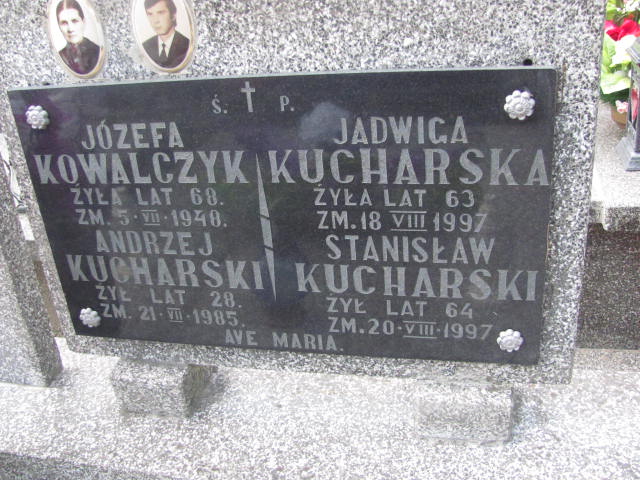 Ś. P.
JÓZEFA
KOWALCZYK
ŻYŁA LAT 68.
ZM. 5·VII·1948.
ANDRZEJ
KUCHARSKI
ŻYŁ LAT 28.
ZM. 21·VII·1985.
JADWIGA
KUCHARSKA
ŻYŁA LAT 63
ZM. 18 VIII 1997
STANISŁAW
KUCHARSKI
ŻYŁ LAT 64
ZM. 20·VIII·1997
AVE MARIA.